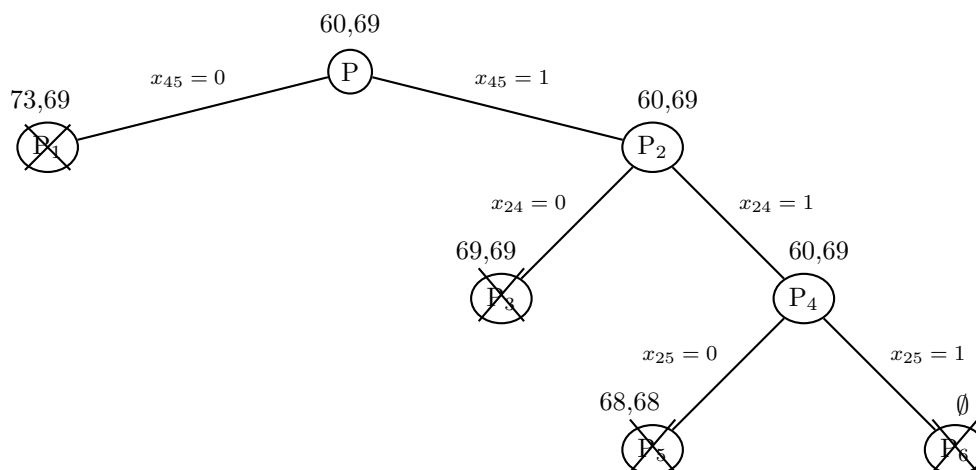 60,69
P
x₄₅ = 0
x₄₅ = 1
73,69
60,69
P₁
P₂
x₂₄ = 0
x₂₄ = 1
69,69
60,69
P₃
P₄
x₂₅ = 0
x₂₅ = 1
68,68
∅
P₅
P₆